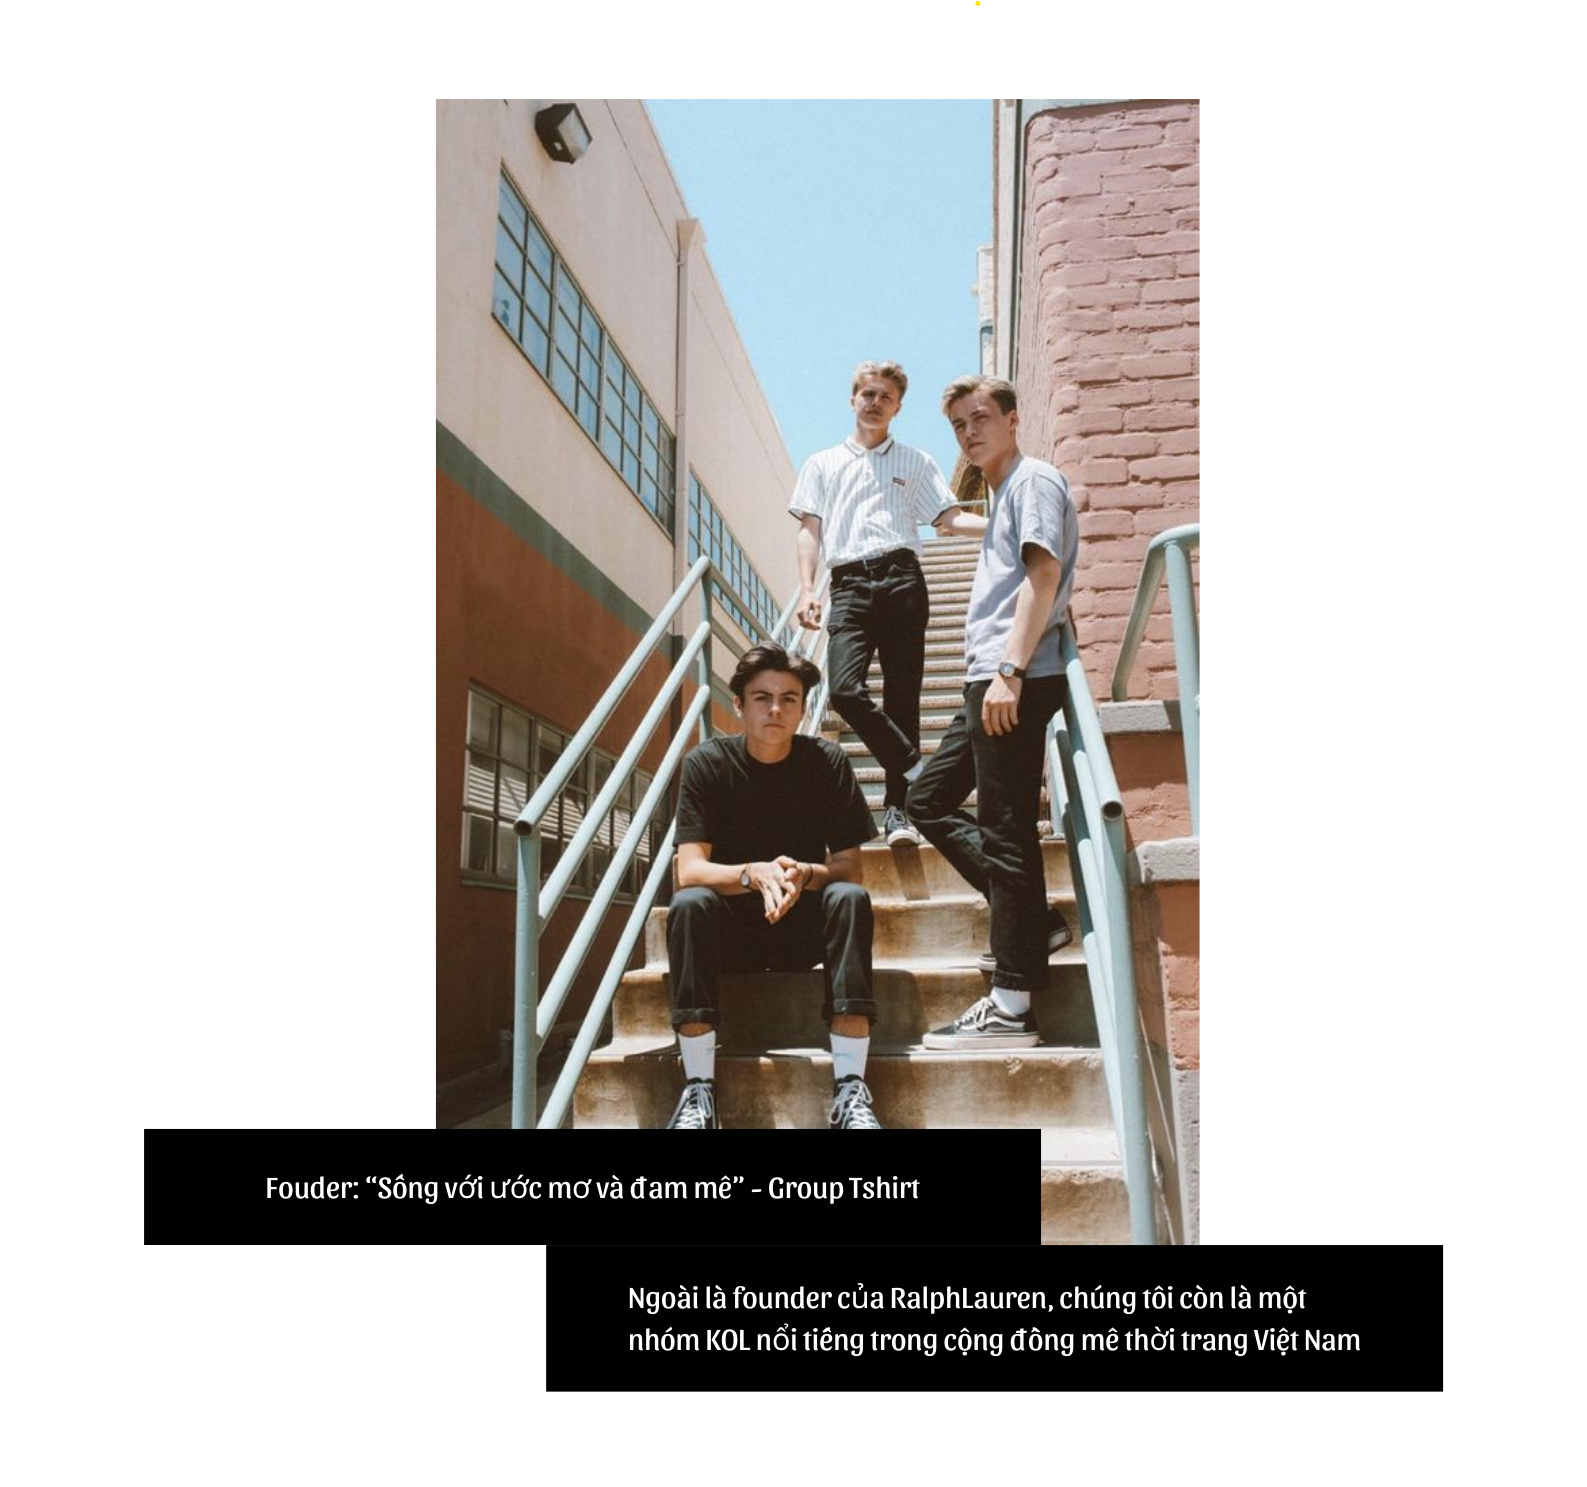 Fouder: “Sống với ước mơ và đam mê” - Group Tshirt
Ngoài là founder của RalphLauren, chúng tôi còn là một
nhóm KOL nổi tiếng trong cộng đồng mê thời trang Việt Nam